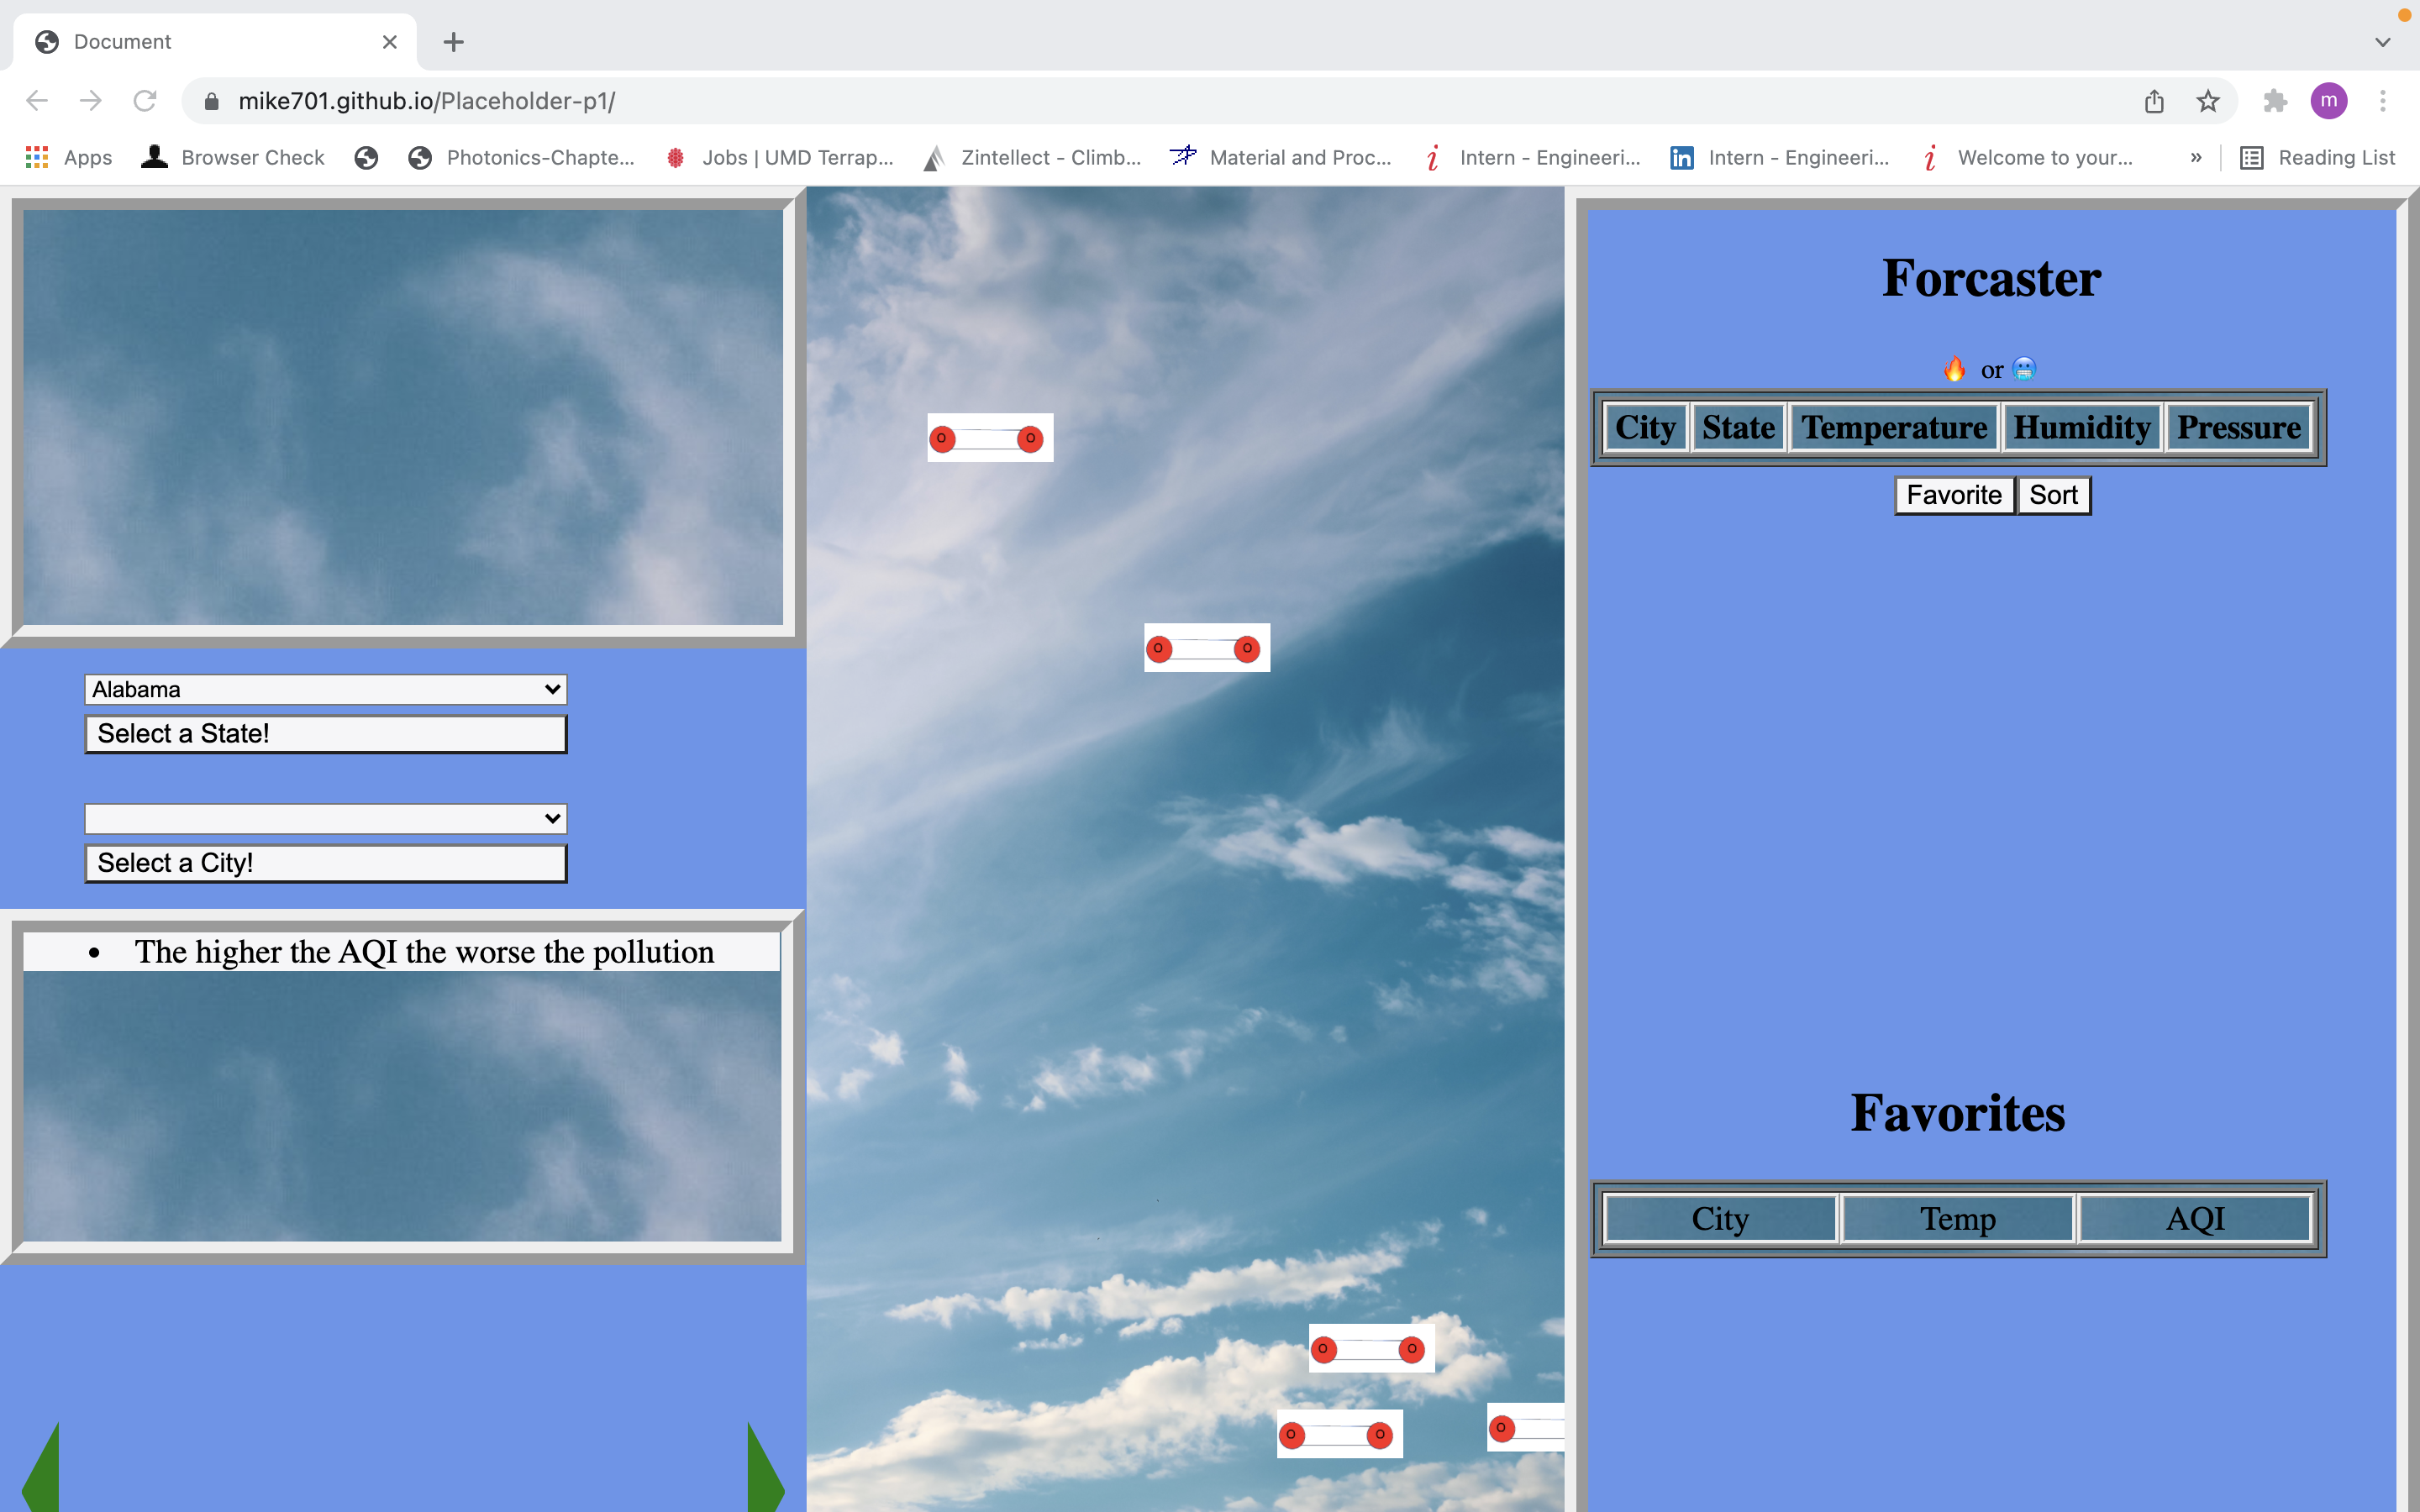 Document
mike701.github.io/Placeholder-p1/
m
Apps
Browser Check
Photonics-Chapte...
Jobs | UMD Terrap...
Zintellect - Climb...
Material and Proc...
Intern - Engineeri...
in
Intern - Engineeri...
Welcome to your...
»
Reading List
Alabama
Select a State!
Select a City!
• The higher the AQI the worse the pollution
O O
O O
O O
O O
O
Forcaster
🔥 or 🥶
City State Temperature Humidity Pressure
Favorite Sort
Favorites
City Temp AQI